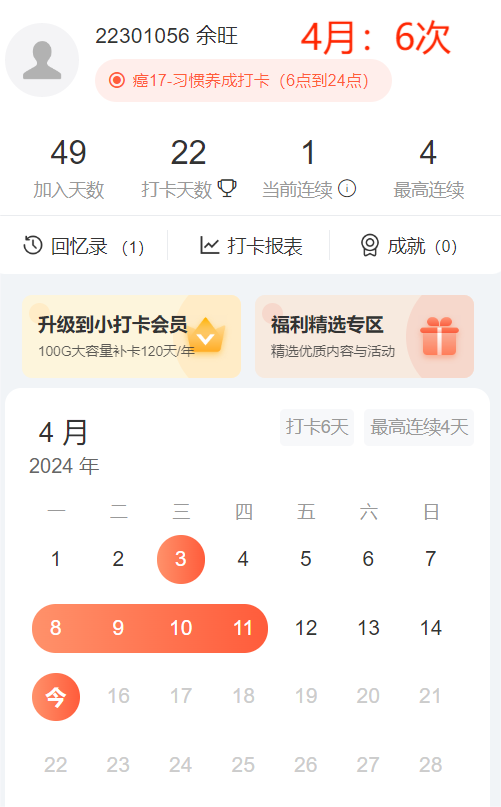 22301056 余旺
4月：6次
癌17-习惯养成打卡（6点到24点）
49 22 1 4
加入天数 打卡天数 当前连续 最高连续
回忆录（1） 打卡报表 成就（0）
升级到小打卡会员 福利精选专区
100G大容量补卡120天/年 精选优质内容与活动
4 月 打卡6天 最高连续4天
2024 年
一 二 三 四 五 六 日
1 2 3 4 5 6 7
8 9 10 11 12 13 14
今 16 17 18 19 20 21
22 23 24 25 26 27 28